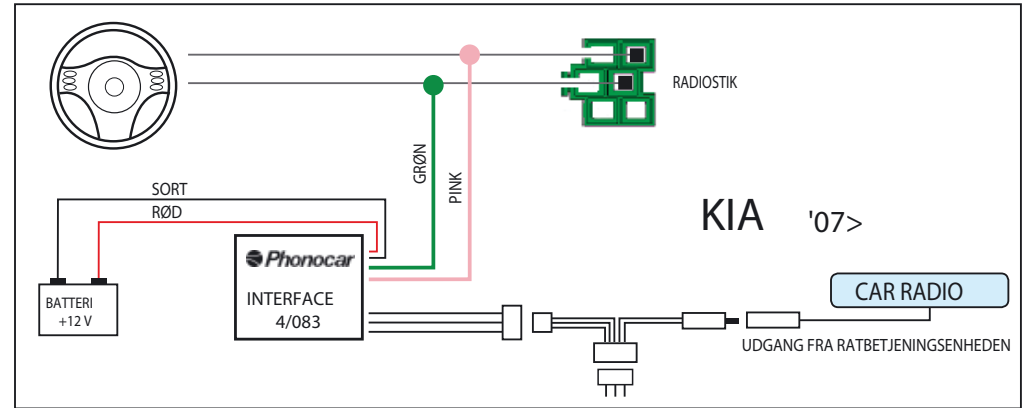 RADIOSTIK
GRØN
PINK
SORT
RØD
KIA '07>
Phonocar
INTERFACE
4/083
BATTERI
+12 V
CAR RADIO
UDGANG FRA RATBETJENINGSENHEDEN